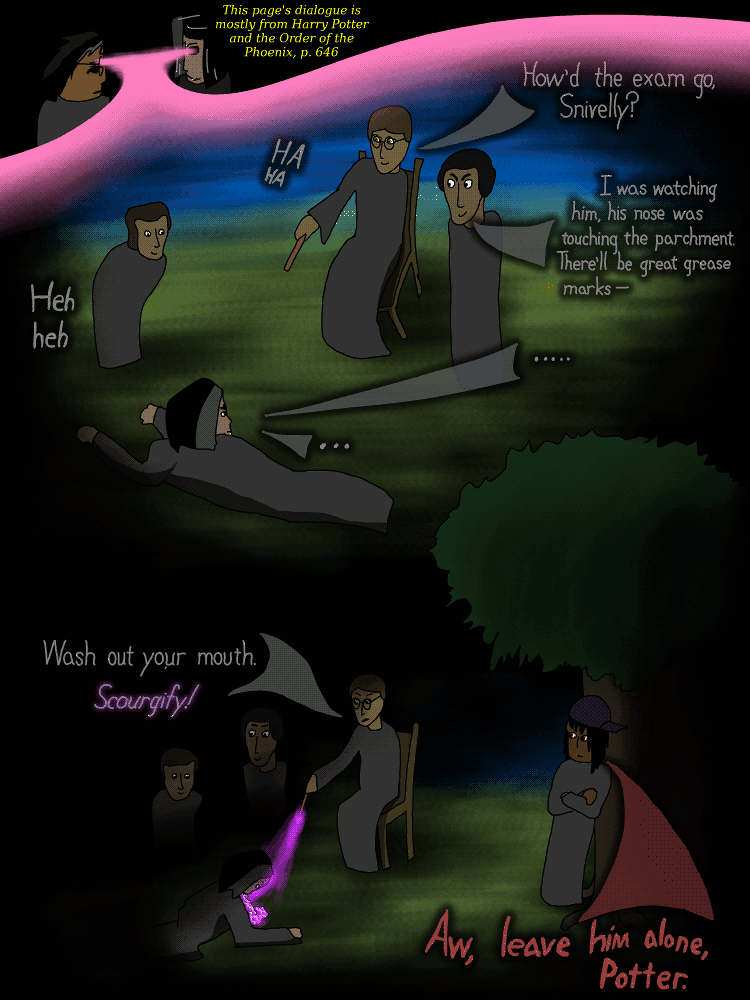 This page's dialogue is
mostly from Harry Potter
and the Order of the
Phoenix, p. 646
How'd the exam go,
Snivelly?
HA
HA
I was watching
him, his nose was
touching the parchment.
There'll be great grease
marks —
Heh
heh
.....
...
Wash out your mouth.
Scourgify!
Aw, leave him alone,
Potter.